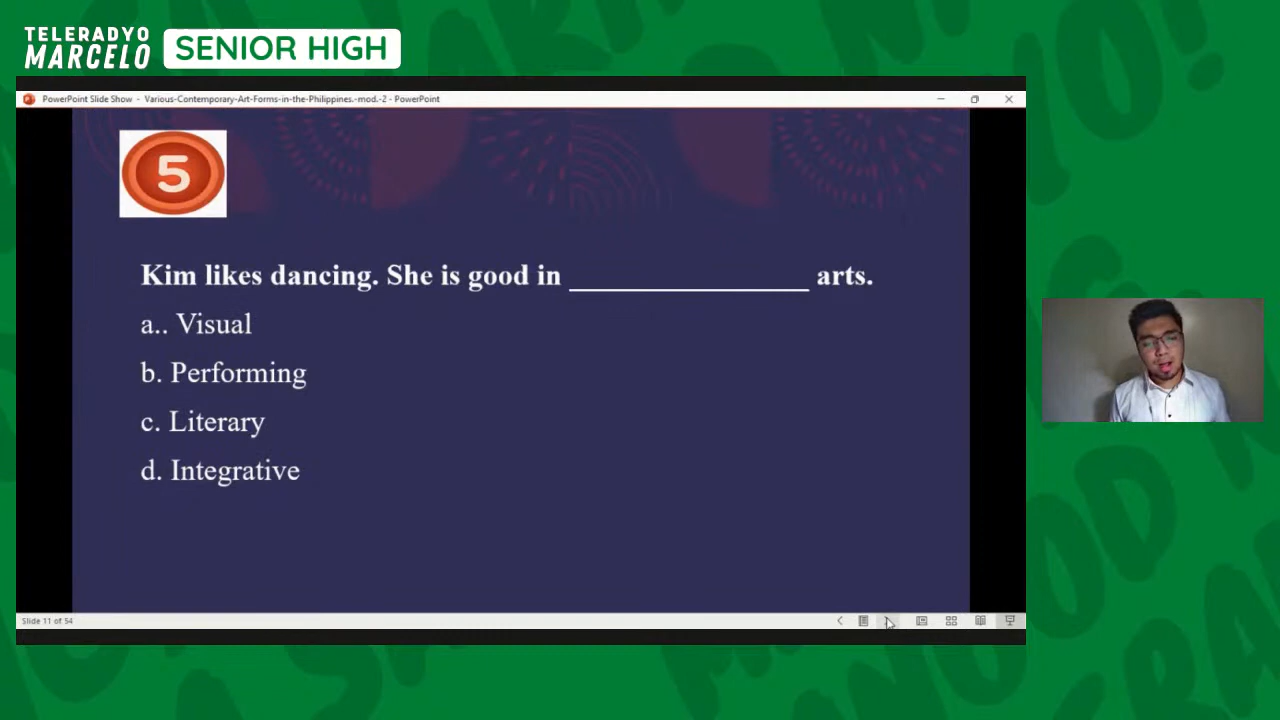 TELERADYO
MARCELO
SENIOR HIGH
PowerPoint Slide Show - Various-Contemporary-Art-Forms-in-the-Philippines.-mod.-2 - PowerPoint
5
Kim likes dancing. She is good in ________________ arts.
a.. Visual
b. Performing
c. Literary
d. Integrative
Slide 11 of 54